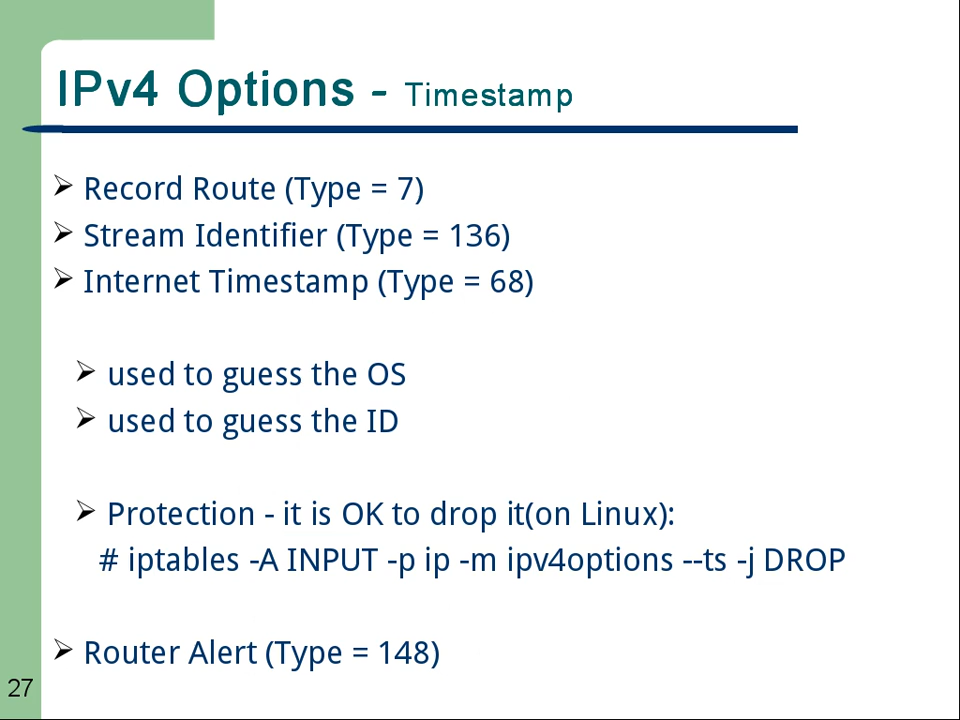 IPv4 Options - Timestamp
Record Route (Type = 7)
Stream Identifier (Type = 136)
Internet Timestamp (Type = 68)
used to guess the OS
used to guess the ID
Protection - it is OK to drop it(on Linux):
# iptables -A INPUT -p ip -m ipv4options --ts -j DROP
Router Alert (Type = 148)
27